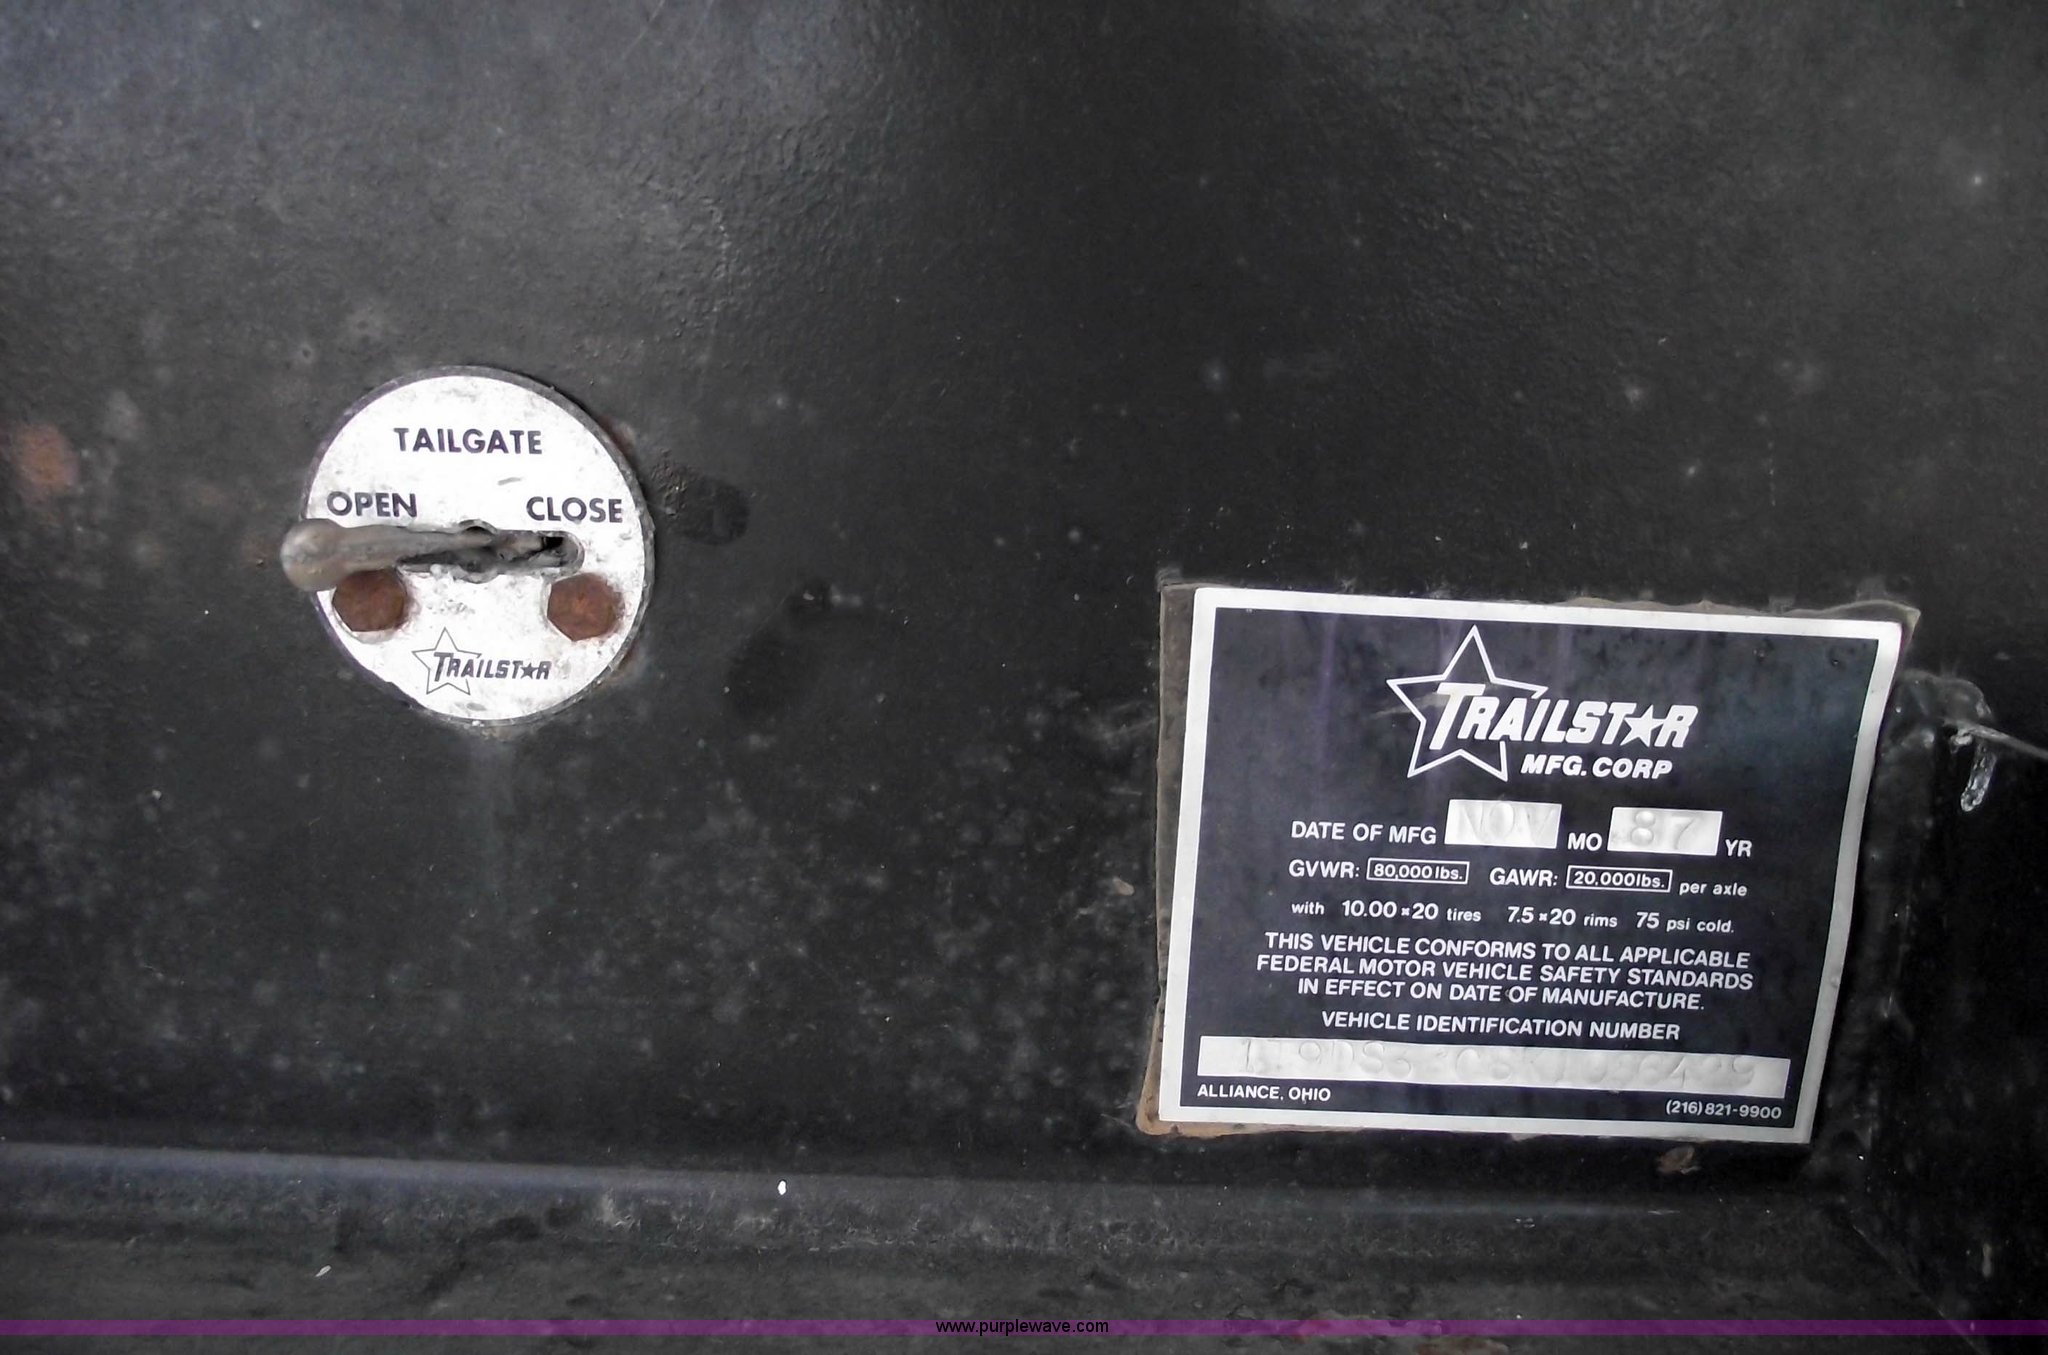 TAILGATE
OPEN CLOSE
TRAILSTAR
TRAILSTAR
MFG. CORP
DATE OF MFG NOV MO 87 YR
GVWR: 80,000 lbs. GAWR: 20,000 lbs. per axle
with 10.00 x 20 tires 7.5 x 20 rims 75 psi cold.
THIS VEHICLE CONFORMS TO ALL APPLICABLE
FEDERAL MOTOR VEHICLE SAFETY STANDARDS
IN EFFECT ON DATE OF MANUFACTURE.
VEHICLE IDENTIFICATION NUMBER
ALLIANCE, OHIO (216) 821-9900
www.purplewave.com